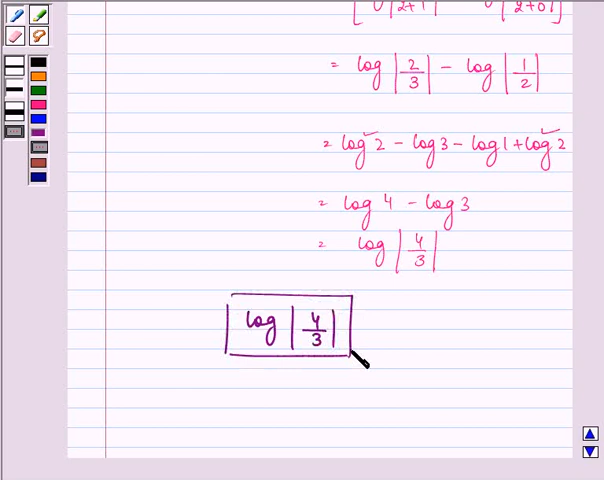 = log |2/3| - log |1/2|
= log 2 - log 3 - log 1 + log 2
= log 4 - log 3
= log |4/3|
log |4/3|